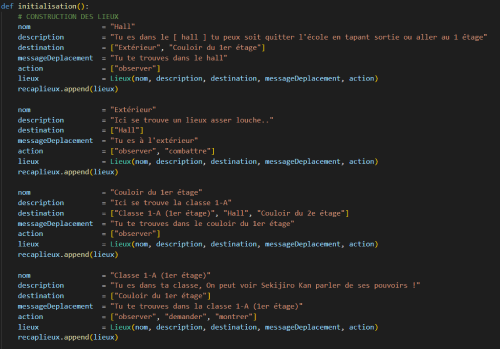 def initialisation():
# CONSTRUCTION DES LIEUX
nom = "Hall"
description = "Tu es dans le [ hall ] tu peux soit quitter l'école en tapant sortie ou aller au 1 étage"
destination = ["Extérieur", "Couloir du 1er étage"]
messageDeplacement = "Tu te trouves dans le hall"
action = ["observer"]
lieux = Lieux(nom, description, destination, messageDeplacement, action)
recaplieux.append(lieux)
nom = "Extérieur"
description = "Ici se trouve un lieux asser louche.."
destination = ["Hall"]
messageDeplacement = "Tu es à l'extérieur"
action = ["observer", "combattre"]
lieux = Lieux(nom, description, destination, messageDeplacement, action)
recaplieux.append(lieux)
nom = "Couloir du 1er étage"
description = "Ici se trouve la classe 1-A"
destination = ["Classe 1-A (1er étage)", "Hall", "Couloir du 2e étage"]
messageDeplacement = "Tu te trouves dans le couloir du 1er étage"
action = ["observer"]
lieux = Lieux(nom, description, destination, messageDeplacement, action)
recaplieux.append(lieux)
nom = "Classe 1-A (1er étage)"
description = "Tu es dans ta classe, On peut voir Sekijiro Kan parler de ses pouvoirs !"
destination = ["Couloir du 1er étage"]
messageDeplacement = "Tu te trouves dans la classe 1-A (1er étage)"
action = ["observer", "demander", "montrer"]
lieux = Lieux(nom, description, destination, messageDeplacement, action)
recaplieux.append(lieux)